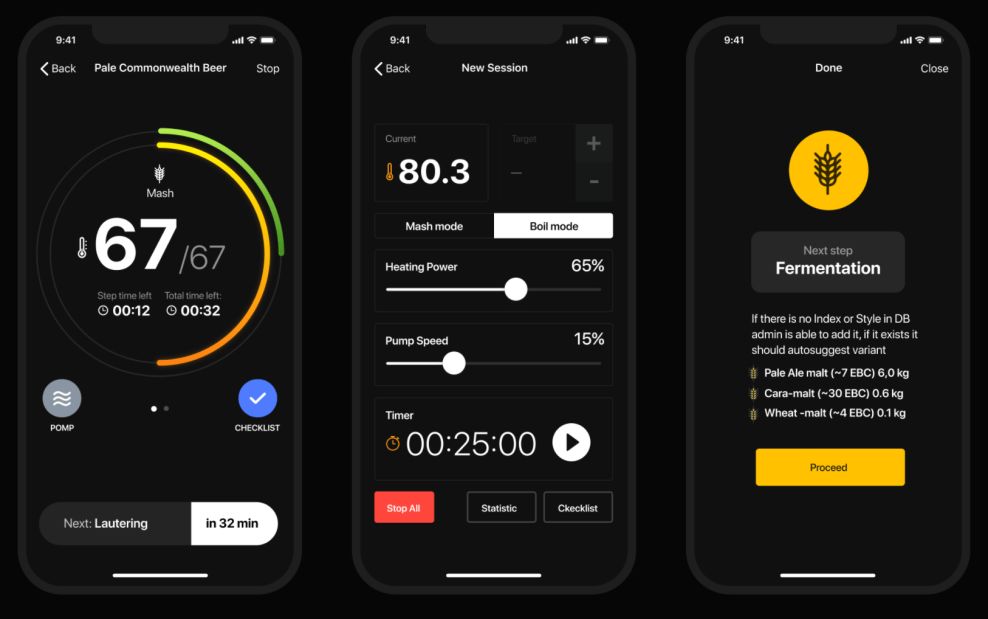 9:41
Back
Pale Commonwealth Beer
Stop
Mash
67/67
Step time left
Total time left:
00:12
00:32
POMP
CHECKLIST
Next: Lautering
in 32 min
9:41
Back
New Session
Current
80.3
Target
–
+
-
Mash mode
Boil mode
Heating Power
65%
Pump Speed
15%
Timer
00:25:00
Stop All
Statistic
Ckecklist
9:41
Done
Close
Next step
Fermentation
If there is no Index or Style in DB
admin is able to add it, if it exists it
should autosuggest variant
Pale Ale malt (~7 EBC) 6,0 kg
Cara-malt (~30 EBC) 0.6 kg
Wheat -malt (~4 EBC) 0.1 kg
Proceed